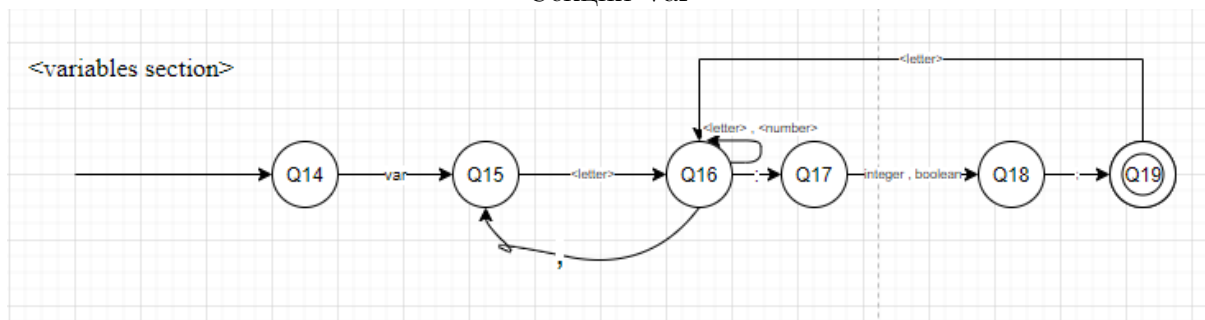 <variables section>
<letter>
<letter> , <number>
Q14
var
Q15
<letter>
Q16
:
Q17
integer , boolean
Q18
Q19
,